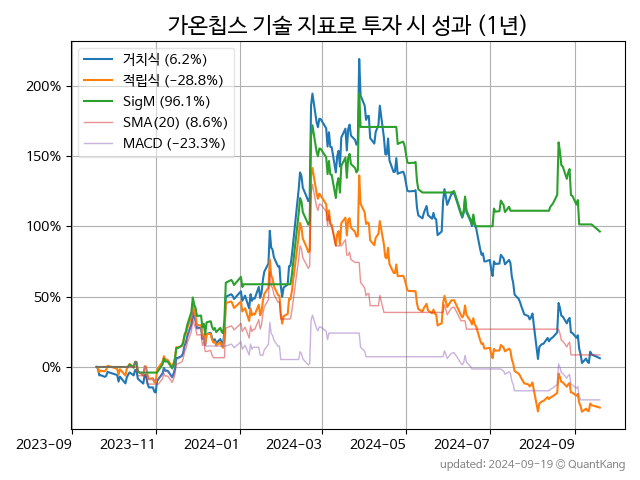 가온칩스 기술 지표로 투자 시 성과 (1년)
거치식 (6.2%)
적립식 (−28.8%)
SigM (96.1%)
SMA(20) (8.6%)
MACD (−23.3%)
200%
150%
100%
50%
0%
2023-09 2023-11 2024-01 2024-03 2024-05 2024-07 2024-09
updated: 2024-09-19 © QuantKang